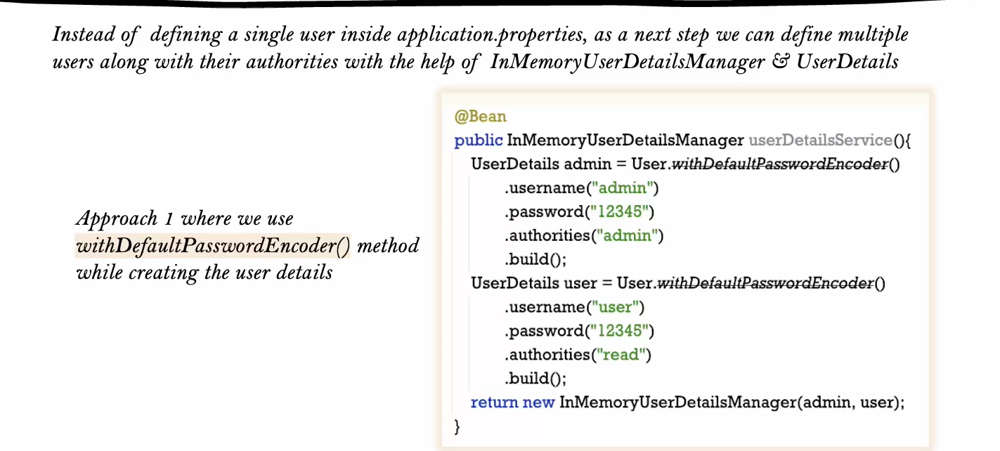 Instead of defining a single user inside application.properties, as a next step we can define multiple
users along with their authorities with the help of InMemoryUserDetailsManager & UserDetails
Approach 1 where we use
withDefaultPasswordEncoder() method
while creating the user details
@Bean
public InMemoryUserDetailsManager userDetailsService(){
UserDetails admin = User.withDefaultPasswordEncoder()
.username("admin")
.password("12345")
.authorities("admin")
.build();
UserDetails user = User.withDefaultPasswordEncoder()
.username("user")
.password("12345")
.authorities("read")
.build();
return new InMemoryUserDetailsManager(admin, user);
}